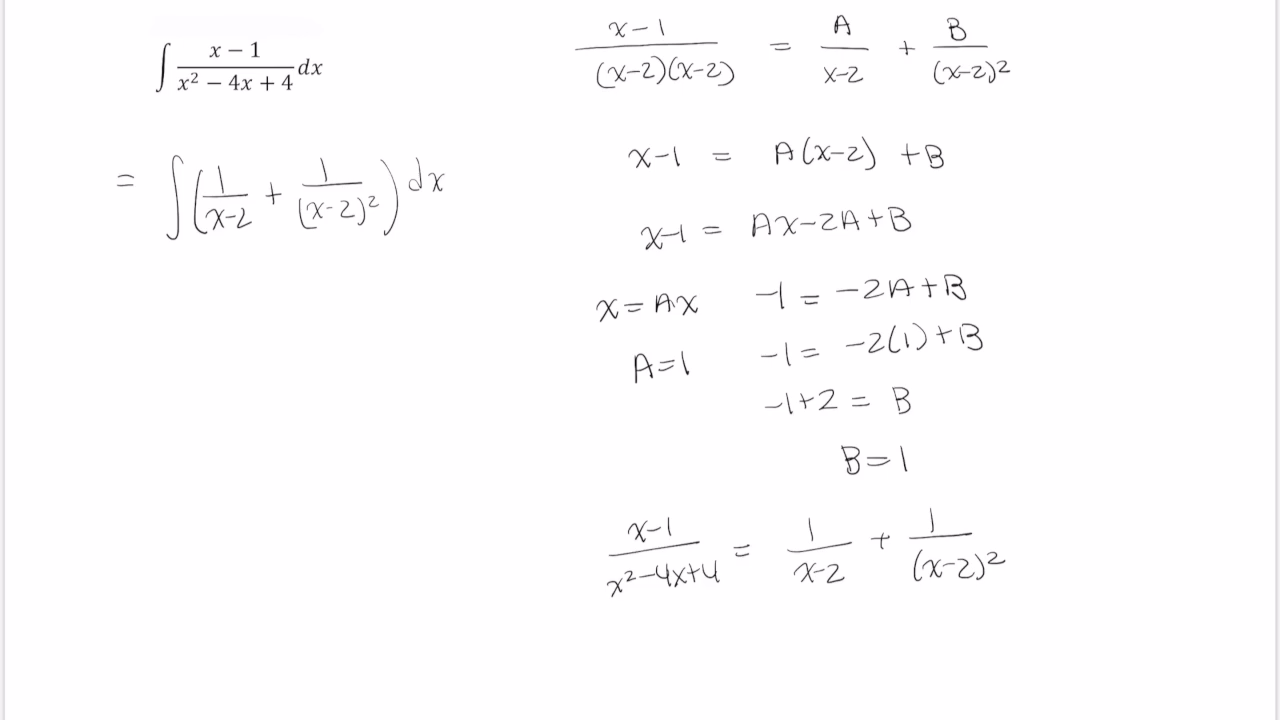 ∫ (x − 1)/(x² − 4x + 4) dx
= ∫ (1/(x-2) + 1/(x-2)²) dx
(x-1)/((x-2)(x-2)) = A/(x-2) + B/(x-2)²
x-1 = A(x-2) + B
x-1 = Ax-2A+B
x = Ax -1 = -2A+B
A=1 -1 = -2(1)+B
-1+2 = B
B=1
(x-1)/(x²-4x+4) = 1/(x-2) + 1/(x-2)²